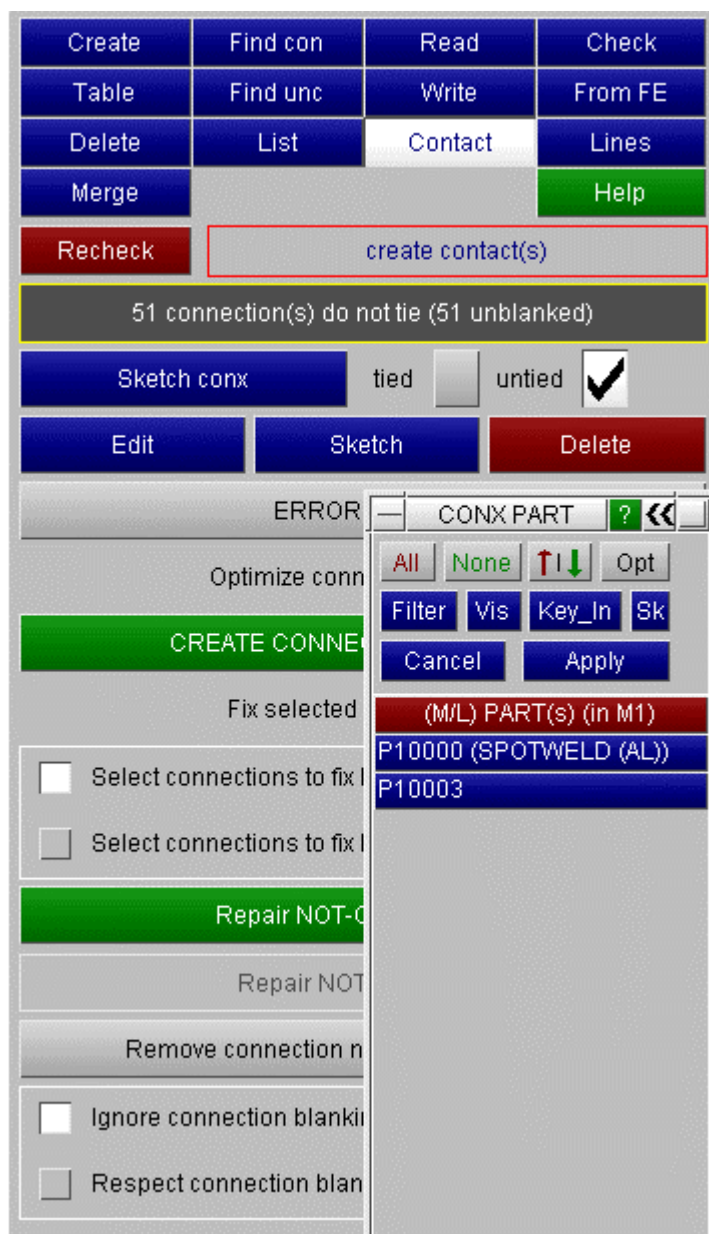 Create Find con Read Check
Table Find unc Write From FE
Delete List Contact Lines
Merge Help
Recheck create contact(s)
51 connection(s) do not tie (51 unblanked)
Sketch conx tied untied
Edit Sketch Delete
ERROR
Optimize conn
CREATE CONNE
Fix selected
Select connections to fix
Select connections to fix
Repair NOT-
Repair NOT
Remove connection n
Ignore connection blanki
Respect connection blan
CONX PART ?
All None Opt
Filter Vis Key_In Sk
Cancel Apply
(M/L) PART(s) (in M1)
P10000 (SPOTWELD (AL))
P10003